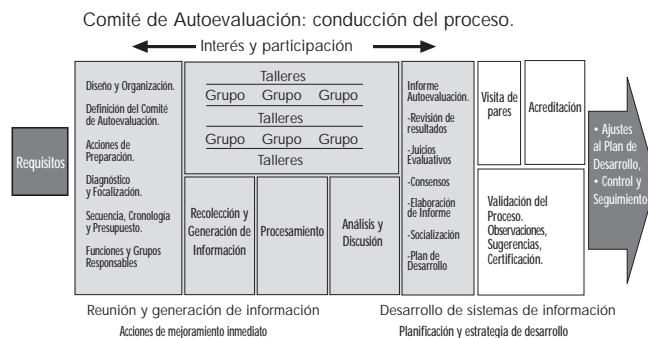 Comité de Autoevaluación: conducción del proceso.
Interés y participación
Requisitos
Diseño y Organización.
Definición del Comité
de Autoevaluación.
Acciones de
Preparación.
Diagnóstico
y Focalización.
Secuencia, Cronología
y Presupuesto.
Funciones y Grupos
Responsables
Talleres
Grupo Grupo Grupo
Talleres
Grupo Grupo Grupo
Talleres
Recolección y
Generación de
Información
Procesamiento
Análisis y
Discusión
Informe
Autoevaluación.
-Revisión de
resultados
-Juicios
Evaluativos
-Consensos
-Elaboración
de Informe
-Socialización
-Plan de
Desarrollo
Visita de
pares
Acreditación
Validación del
Proceso.
Observaciones,
Sugerencias,
Certificación.
• Ajustes
al Plan de
Desarrollo,
• Control y
Seguimiento
Reunión y generación de información
Acciones de mejoramiento inmediato
Desarrollo de sistemas de información
Planificación y estrategia de desarrollo